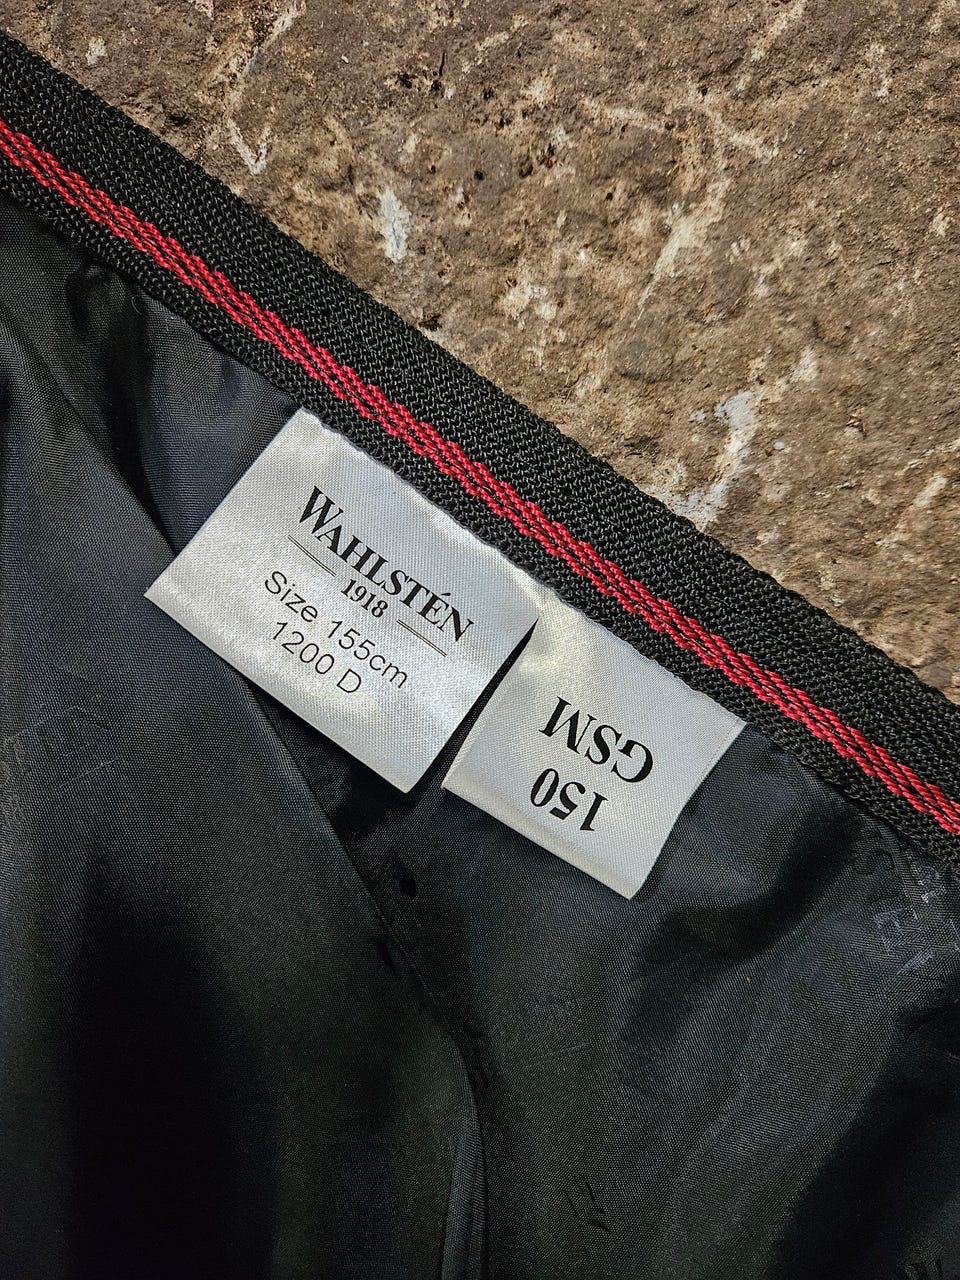 WAHLSTÉN
1918
Size 155cm
1200 D
150
GSM